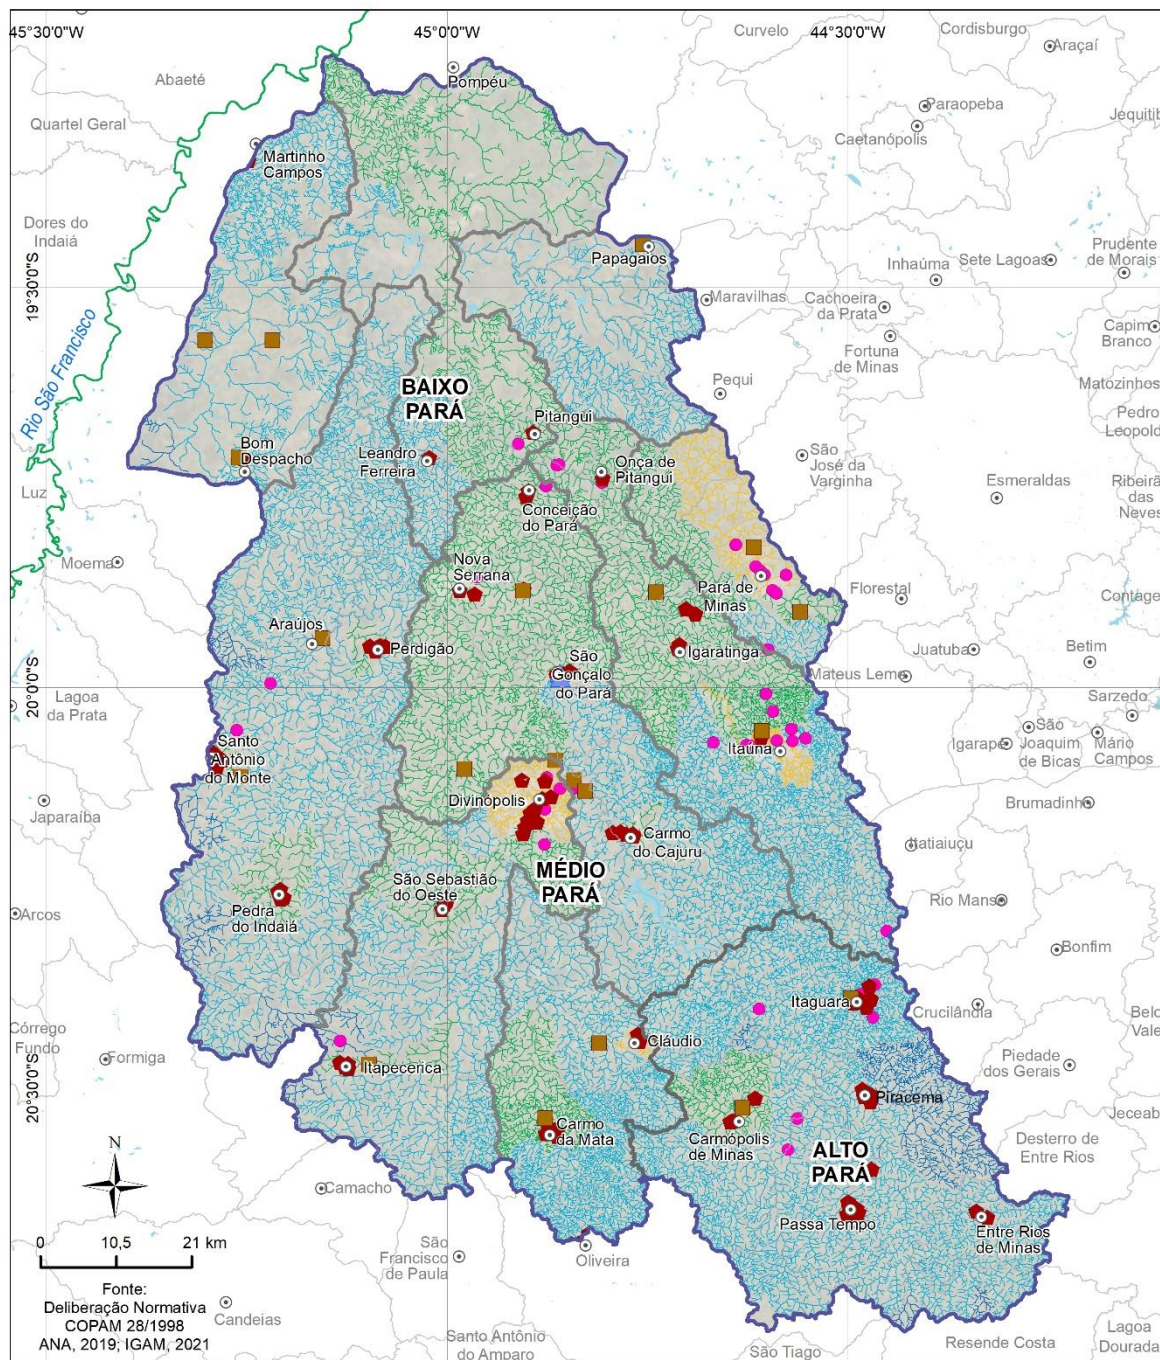 45°30'0"W
45°0'0"W
44°30'0"W
Curvelo
Cordisburgo
Araçaí
Abaeté
Pompéu
Paraopeba
Quartel Geral
Caetanópolis
Jequitib
Martinho
Campos
Dores do
Indaiá
Papagaios
Inhaúma
Sete Lagoas
Prudente
de Morais
19°30'0"S
Maravilhas
Cachoeira
da Prata
Rio São Francisco
Fortuna
de Minas
Capim
Branco
BAIXO
PARÁ
Pequi
Matozinhos
Pitangui
Pedro
Leopold
Bom
Despacho
Leandro
Ferreira
Onça de
Pitangui
São
José da
Varginha
Luz
Esmeraldas
Ribeirã
das
Neves
Conceição
do Pará
Moema
Nova
Serrana
Pará de
Minas
Florestal
Contage
Araújos
Perdigão
São
Gonçalo
do Pará
Igaratinga
Juatuba
Betim
20°0'0"S
Mateus Leme
Lagoa
da Prata
Sarzedo
Santo
Antônio
do Monte
Itaúna
Igarapé
São
Joaquim
de Bicas
Mário
Campos
Japaraíba
Divinópolis
Brumadinho
Carmo
do Cajuru
Itatiaiuçu
MÉDIO
PARÁ
São Sebastião
do Oeste
Arcos
Pedra
do Indaiá
Rio Manso
Bonfim
Itaguara
Crucilândia
Belo
Vale
Córrego
Fundo
Formiga
Itapecerica
Cláudio
Piedade
dos Gerais
20°30'0"S
Piracema
Jeceab
Carmo
da Mata
Carmópolis
de Minas
ALTO
PARÁ
Desterro de
Entre Rios
N
Camacho
Passa Tempo
Entre Rios
de Minas
0 10,5 21 km
São
Francisco
de Paula
Oliveira
Fonte:
Deliberação Normativa
COPAM 28/1998
ANA, 2019; IGAM, 2021
Candeias
Santo Antônio
do Amparo
São Tiago
Resende Costa
Lagoa
Dourada